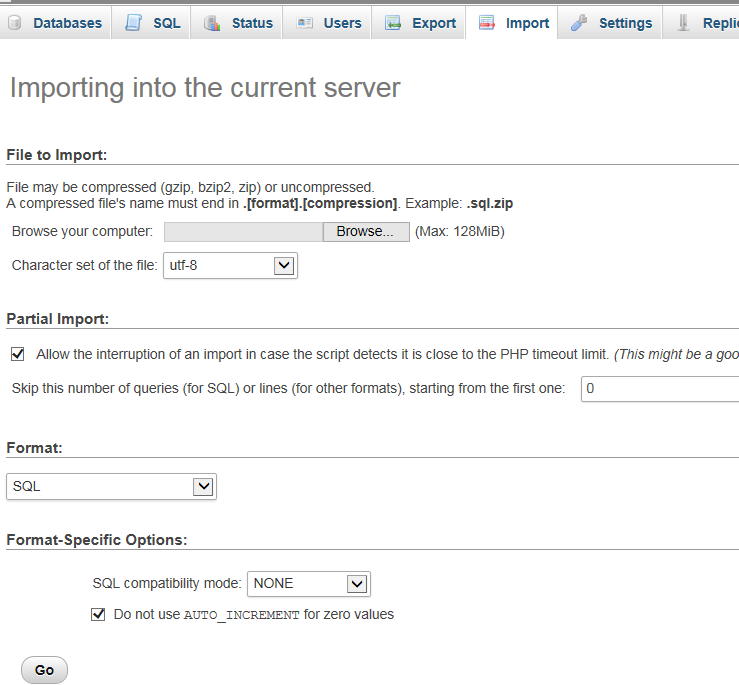 Databases SQL Status Users Export Import Settings Repli
Importing into the current server
File to Import:
File may be compressed (gzip, bzip2, zip) or uncompressed.
A compressed file's name must end in .[format].[compression]. Example: .sql.zip
Browse your computer: Browse... (Max: 128MiB)
Character set of the file: utf-8
Partial Import:
Allow the interruption of an import in case the script detects it is close to the PHP timeout limit. (This might be a goo
Skip this number of queries (for SQL) or lines (for other formats), starting from the first one: 0
Format:
SQL
Format-Specific Options:
SQL compatibility mode: NONE
Do not use AUTO_INCREMENT for zero values
Go